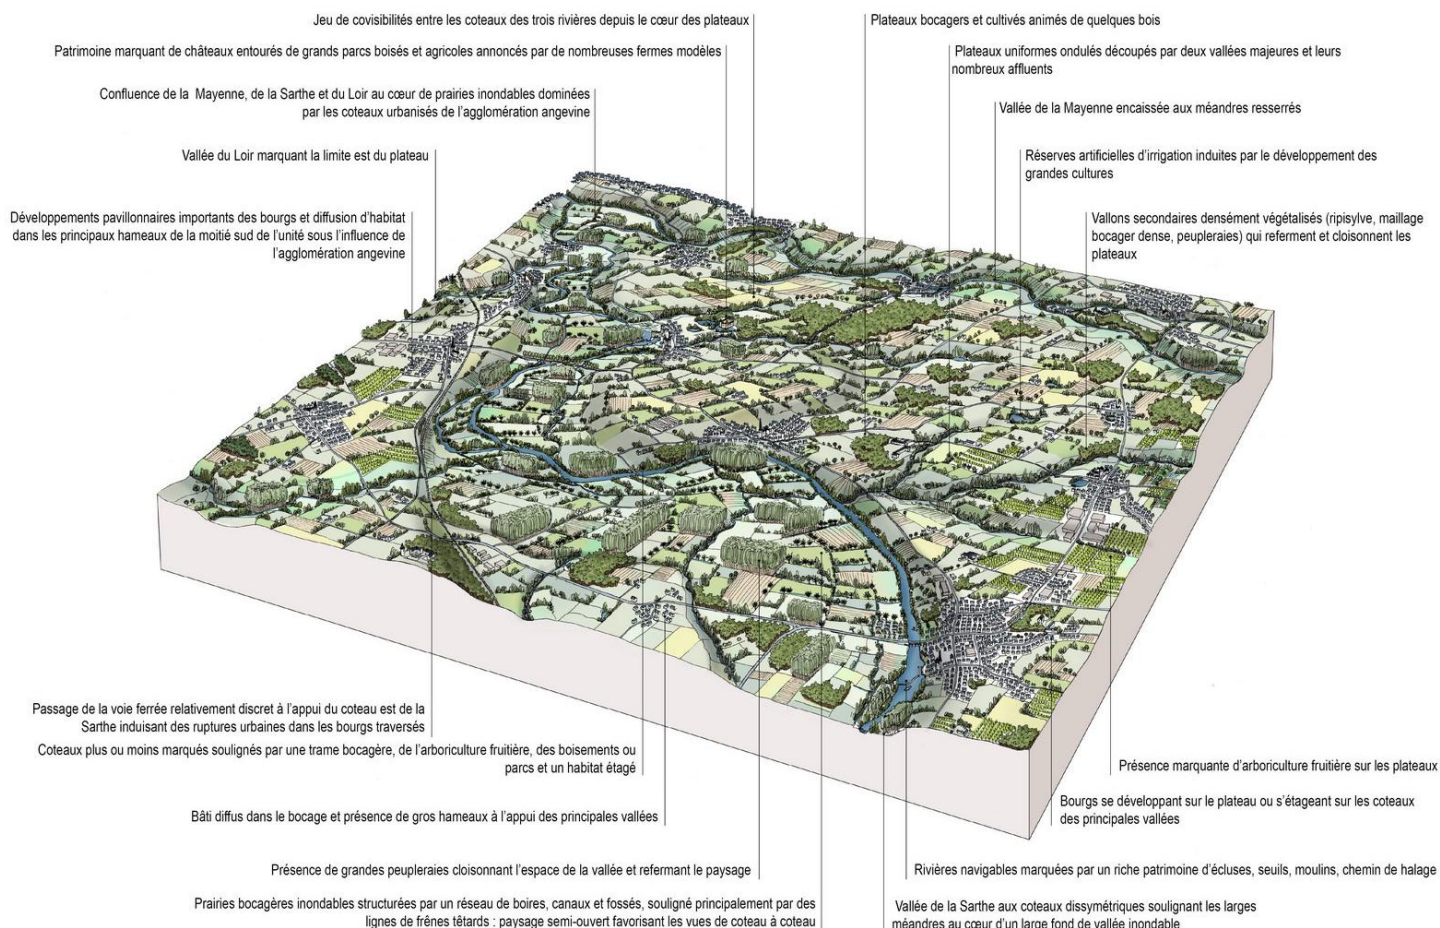 Jeu de covisibilités entre les coteaux des trois rivières depuis le cœur des plateaux
Patrimoine marquant de châteaux entourés de grands parcs boisés et agricoles annoncés par de nombreuses fermes modèles
Confluence de la Mayenne, de la Sarthe et du Loir au cœur de prairies inondables dominées
par les coteaux urbanisés de l'agglomération angevine
Vallée du Loir marquant la limite est du plateau
Développements pavillonnaires importants des bourgs et diffusion d'habitat
dans les principaux hameaux de la moitié sud de l'unité sous l'influence de
l'agglomération angevine
Plateaux bocagers et cultivés animés de quelques bois
Plateaux uniformes ondulés découpés par deux vallées majeures et leurs
nombreux affluents
Vallée de la Mayenne encaissée aux méandres resserrés
Réserves artificielles d'irrigation induites par le développement des
grandes cultures
Vallons secondaires densément végétalisés (ripisylve, maillage
bocager dense, peupleraies) qui referment et cloisonnent les
plateaux
Passage de la voie ferrée relativement discret à l'appui du coteau est de la
Sarthe induisant des ruptures urbaines dans les bourgs traversés
Coteaux plus ou moins marqués soulignés par une trame bocagère, de l'arboriculture fruitière, des boisements ou
parcs et un habitat étagé
Bâti diffus dans le bocage et présence de gros hameaux à l'appui des principales vallées
Présence de grandes peupleraies cloisonnant l'espace de la vallée et refermant le paysage
Prairies bocagères inondables structurées par un réseau de boires, canaux et fossés, souligné principalement par des
lignes de frênes têtards : paysage semi-ouvert favorisant les vues de coteau à coteau
Présence marquante d'arboriculture fruitière sur les plateaux
Bourgs se développant sur le plateau ou s'étageant sur les coteaux
des principales vallées
Rivières navigables marquées par un riche patrimoine d'écluses, seuils, moulins, chemin de halage
Vallée de la Sarthe aux coteaux dissymétriques soulignant les larges
méandres au cœur d'un large fond de vallée inondable